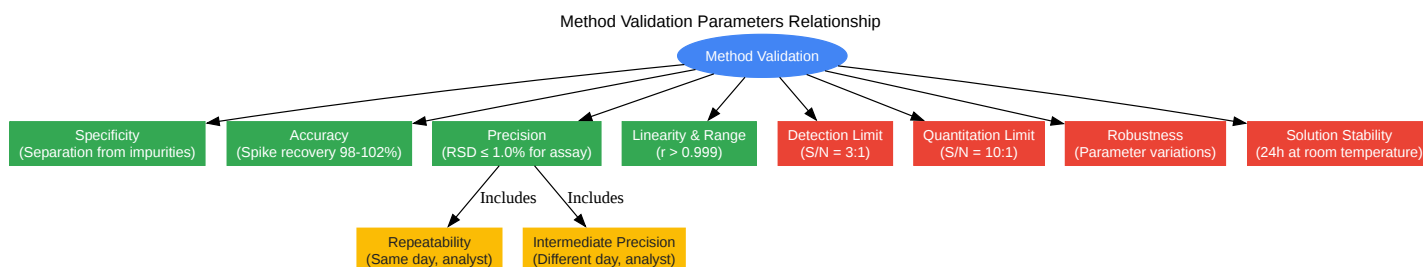 Method Validation Parameters Relationship
Method Validation
Specificity
(Separation from impurities)
Accuracy
(Spike recovery 98-102%)
Precision
(RSD ≤ 1.0% for assay)
Linearity & Range
(r > 0.999)
Detection Limit
(S/N = 3:1)
Quantitation Limit
(S/N = 10:1)
Robustness
(Parameter variations)
Solution Stability
(24h at room temperature)
Includes
Includes
Repeatability
(Same day, analyst)
Intermediate Precision
(Different day, analyst)